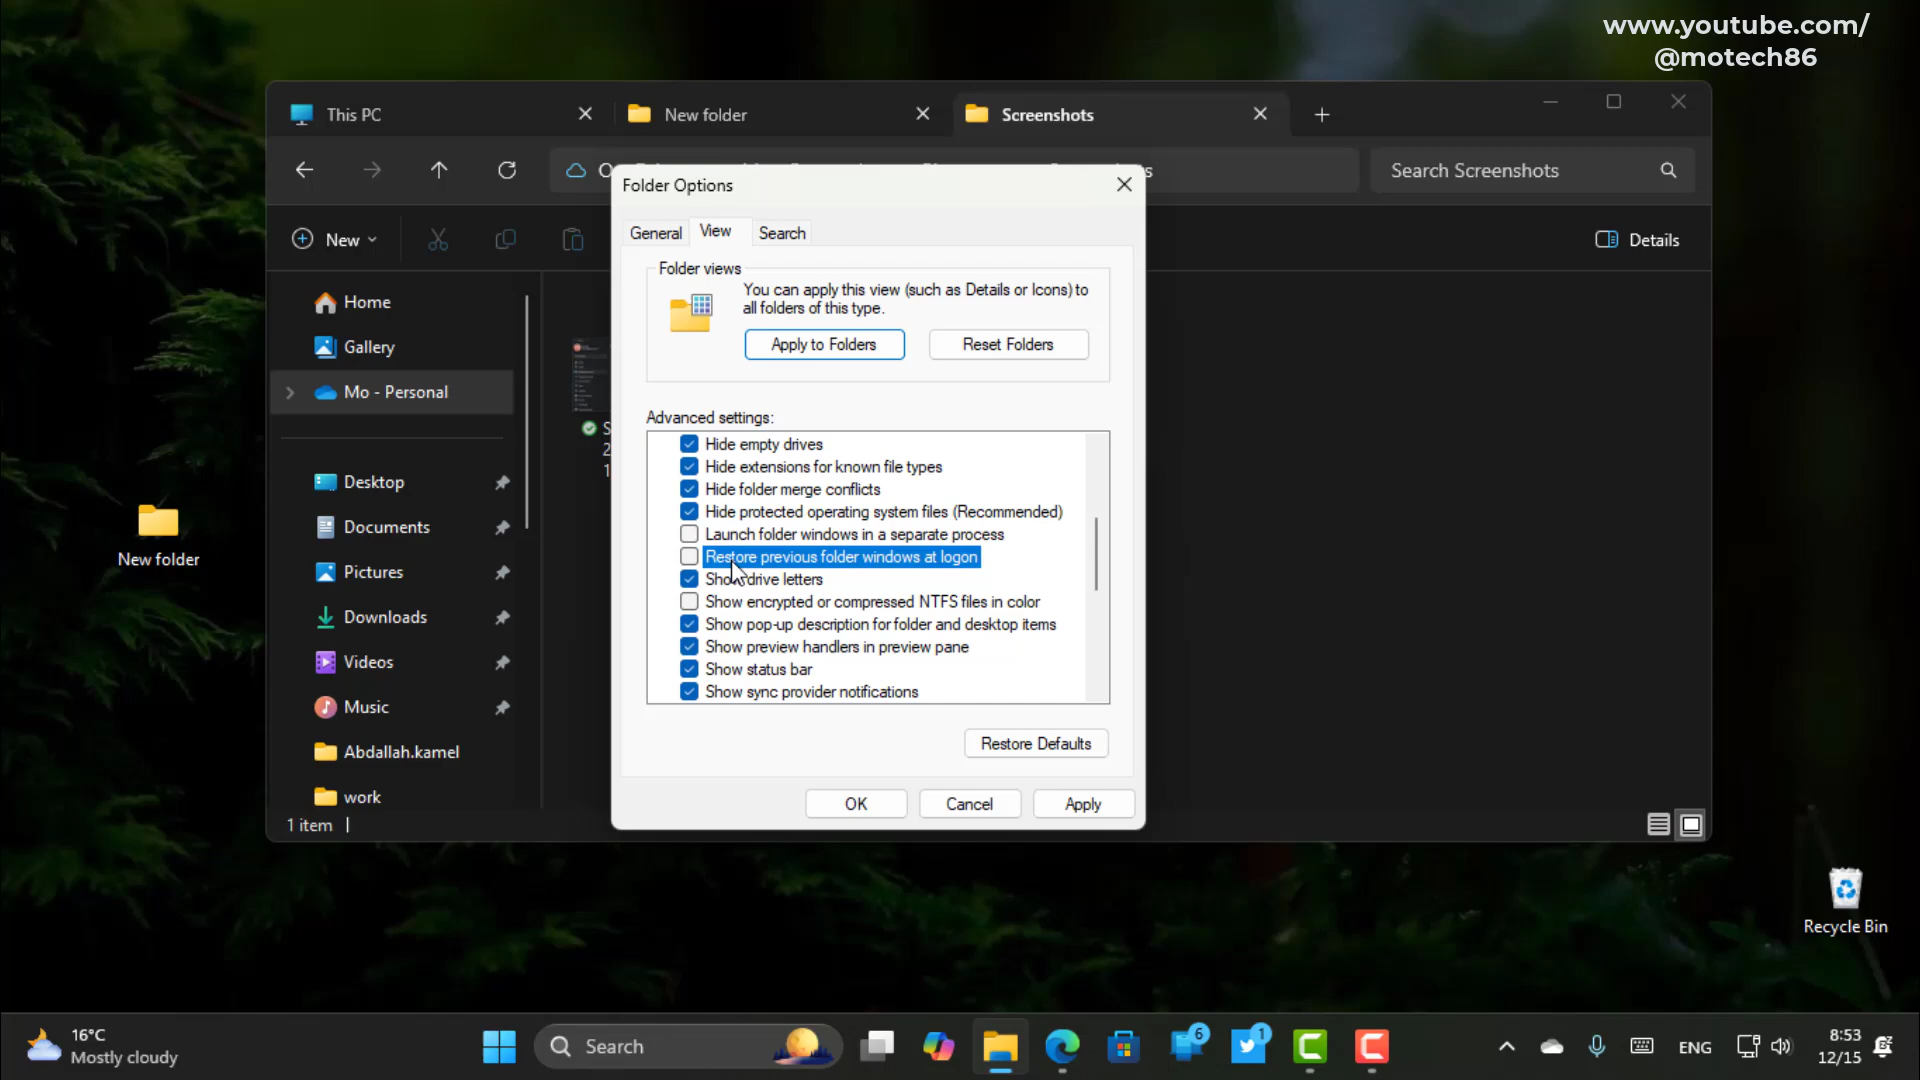 www.youtube.com/
@motech86
This PC
New folder
Screenshots
Search Screenshots
New
Details
Folder Options
General
View
Search
Folder views
You can apply this view (such as Details or Icons) to
all folders of this type.
Apply to Folders
Reset Folders
Advanced settings:
Hide empty drives
Hide extensions for known file types
Hide folder merge conflicts
Hide protected operating system files (Recommended)
Launch folder windows in a separate process
Restore previous folder windows at logon
Show drive letters
Show encrypted or compressed NTFS files in color
Show pop-up description for folder and desktop items
Show preview handlers in preview pane
Show status bar
Show sync provider notifications
Restore Defaults
OK
Cancel
Apply
Home
Gallery
Mo - Personal
Desktop
Documents
Pictures
Downloads
Videos
Music
Abdallah.kamel
work
1 item
New folder
Recycle Bin
16°C
Mostly cloudy
Search
6
1
ENG
8:53
12/15